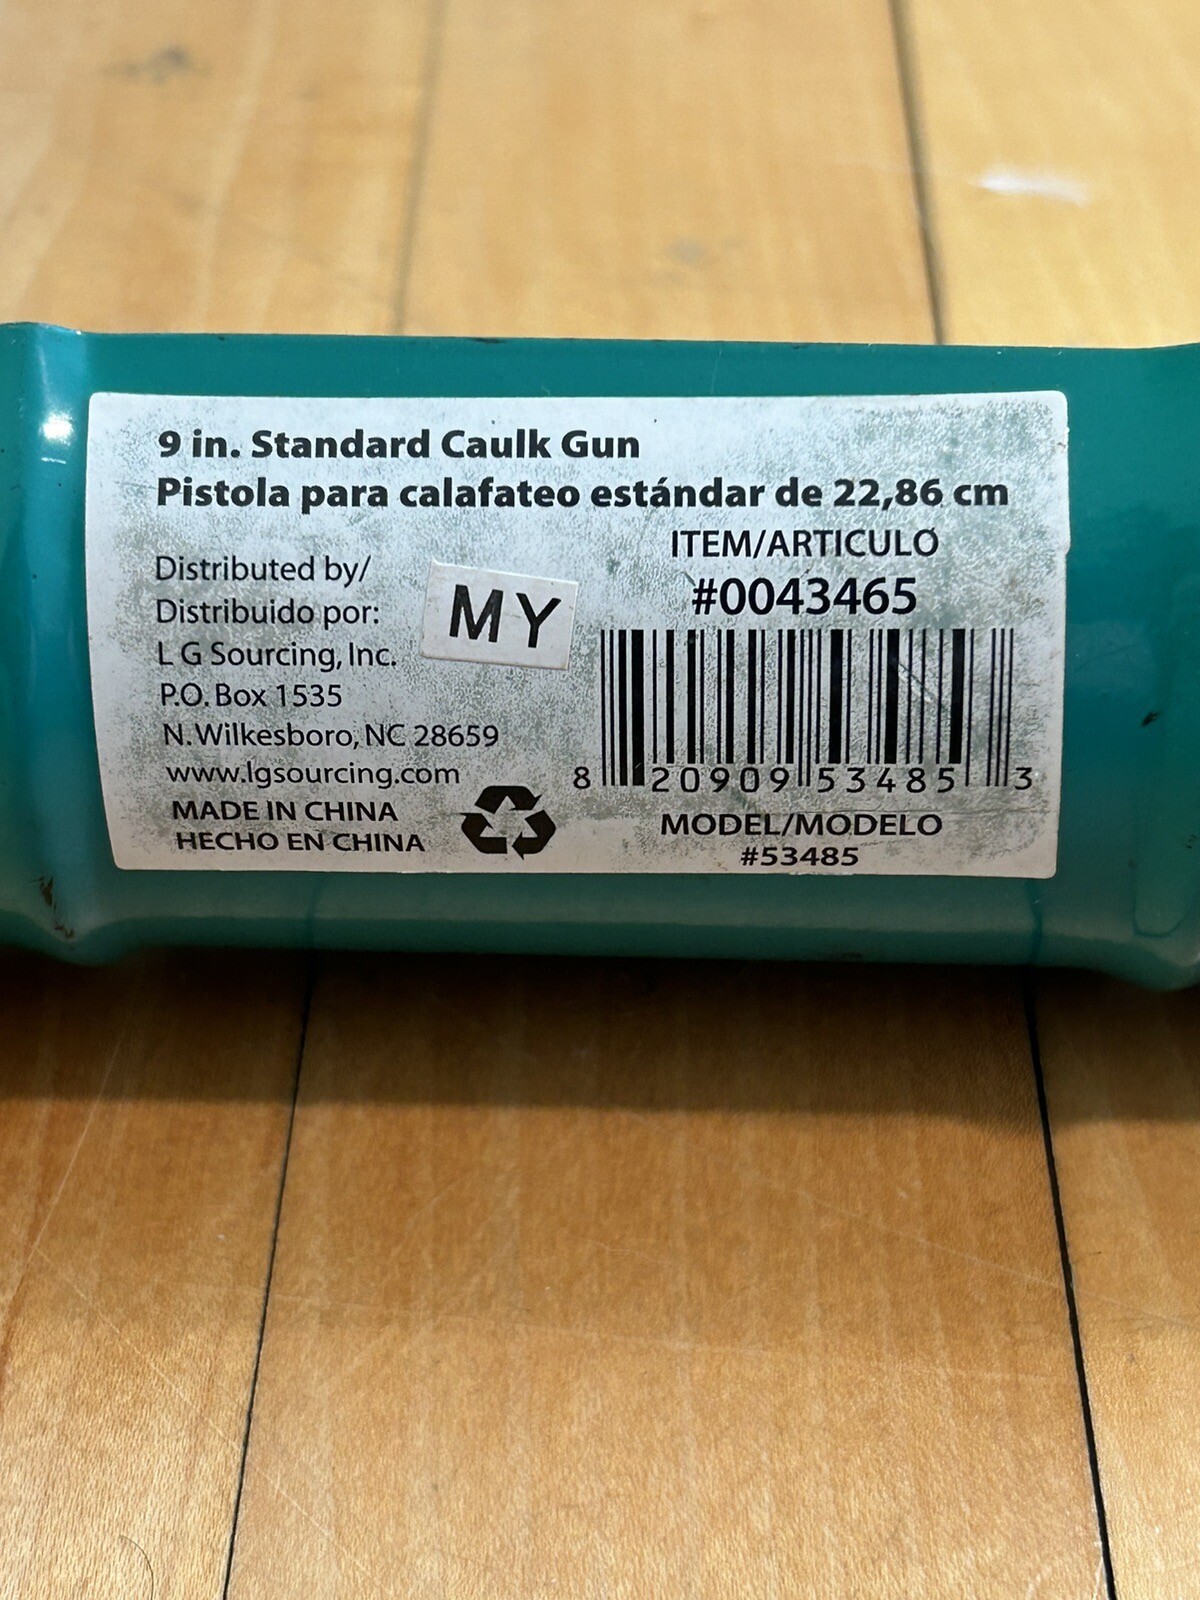 9 in. Standard Caulk Gun
Pistola para calafateo estándar de 22,86 cm
Distributed by/
Distribuido por:
L G Sourcing, Inc.
P.O. Box 1535
N. Wilkesboro, NC 28659
www.lgsourcing.com
MADE IN CHINA
HECHO EN CHINA
MY
ITEM/ARTICULO
#0043465
8 20909 53485 3
MODEL/MODELO
#53485